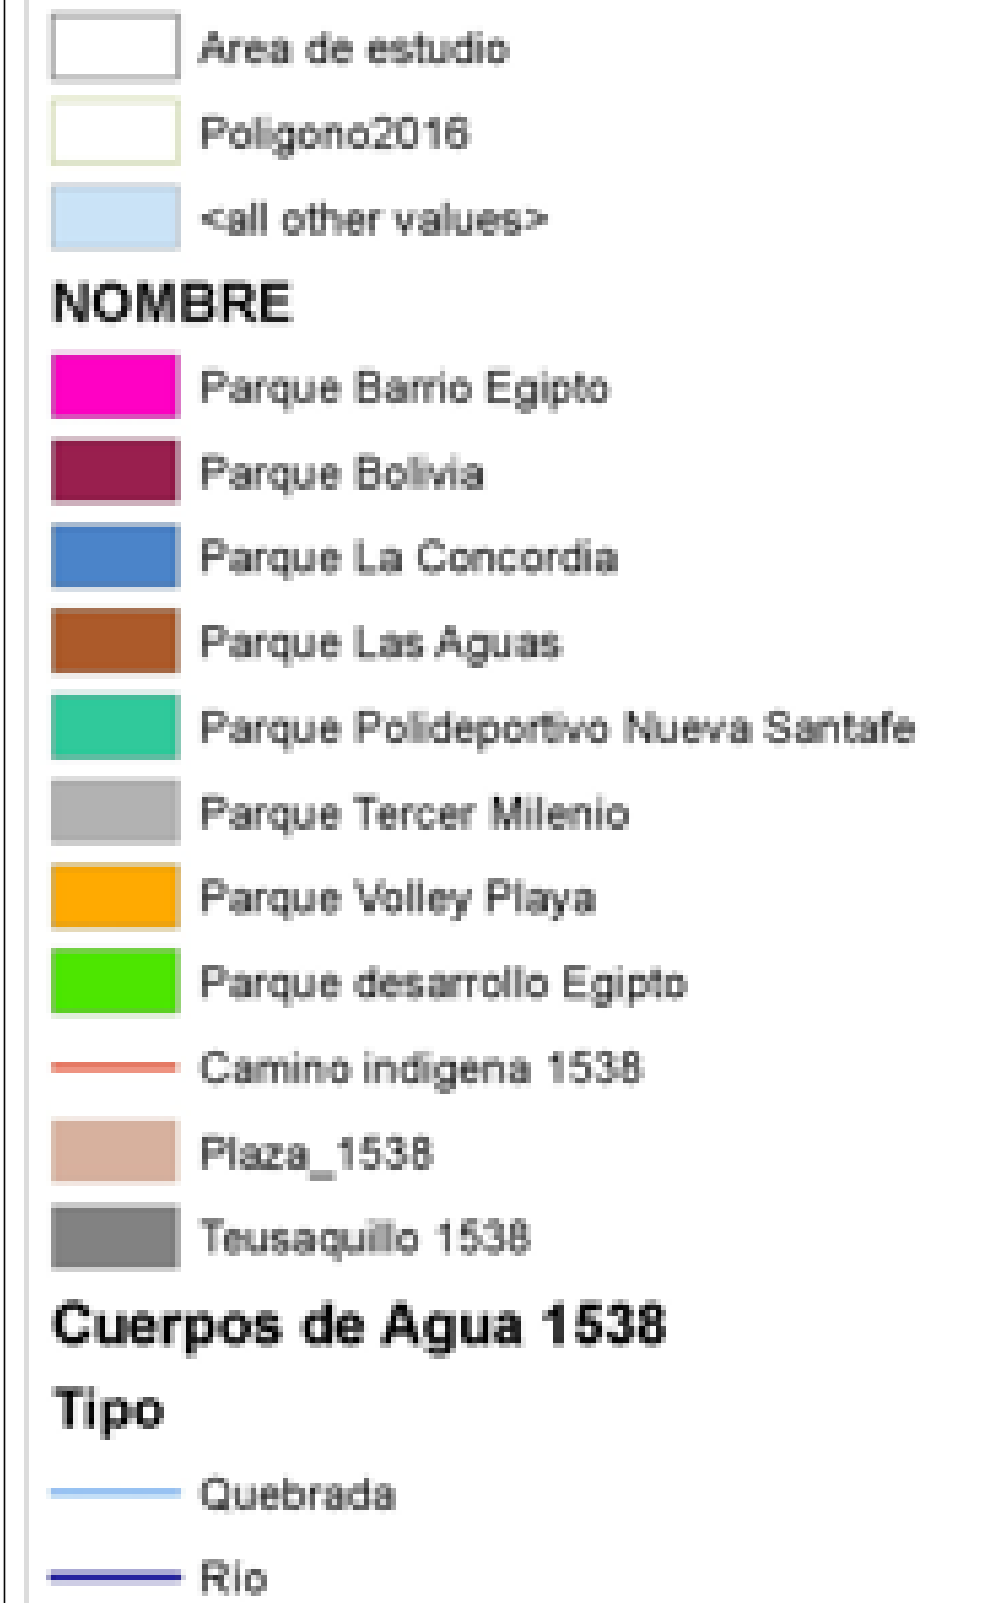 Area de estudio
Poligono2016
<all other values>
NOMBRE
Parque Barrio Egipto
Parque Bolivia
Parque La Concordia
Parque Las Aguas
Parque Polideportivo Nueva Santafe
Parque Tercer Milenio
Parque Volley Playa
Parque desarrollo Egipto
Camino indigena 1538
Plaza_1538
Teusaquillo 1538
Cuerpos de Agua 1538
Tipo
Quebrada
Rio